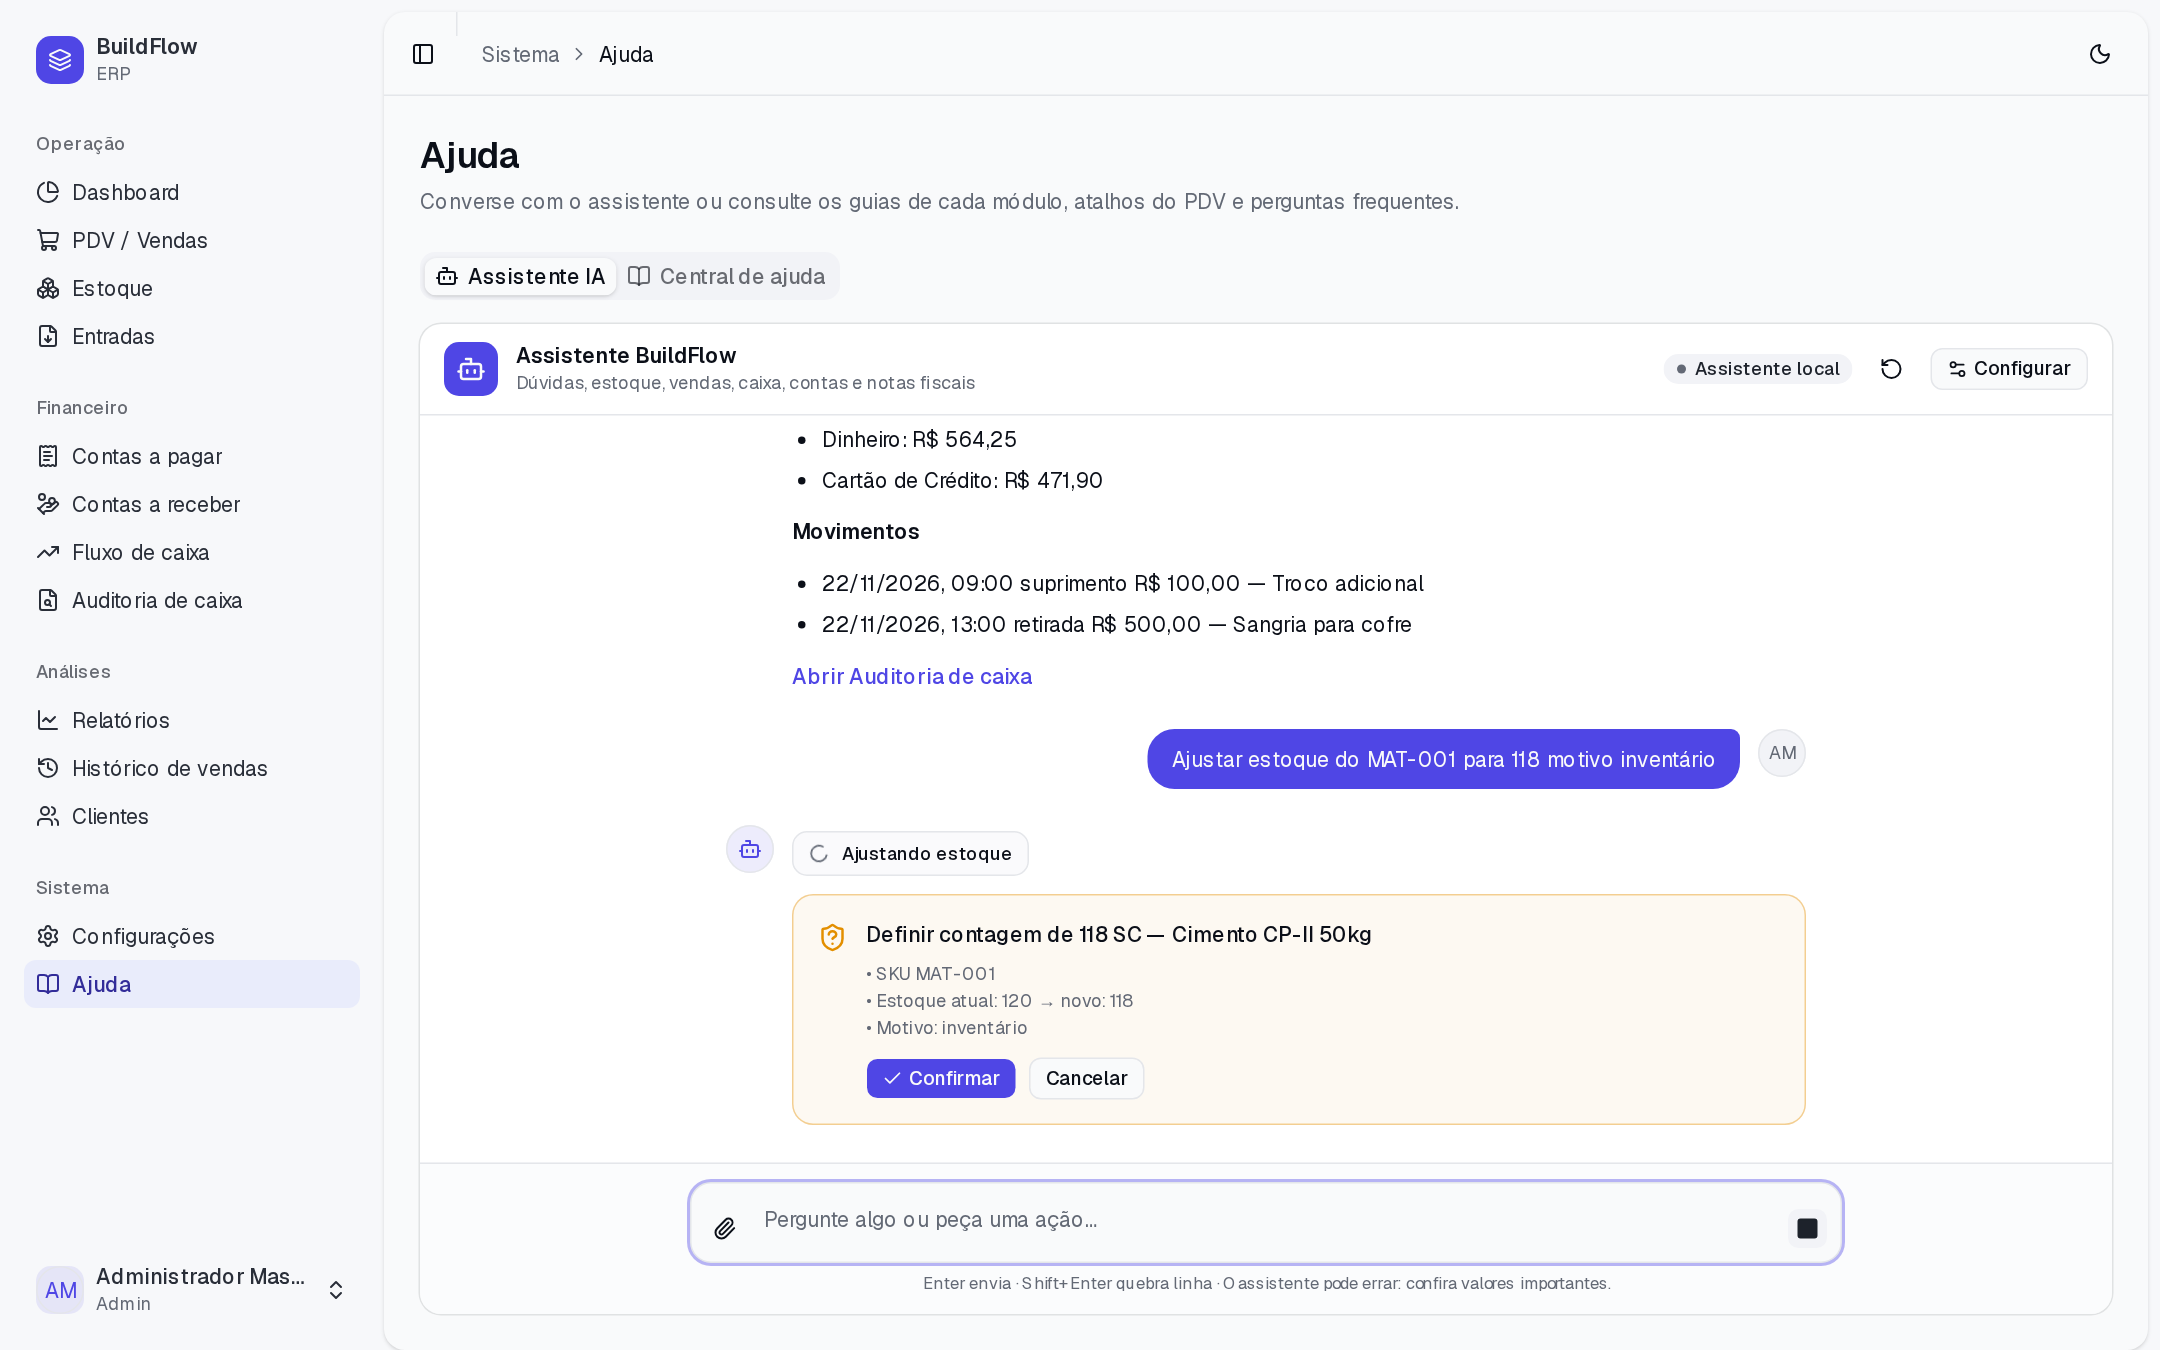 BuildFlow
ERP
Operação
Dashboard
PDV / Vendas
Estoque
Entradas
Financeiro
Contas a pagar
Contas a receber
Fluxo de caixa
Auditoria de caixa
Análises
Relatórios
Histórico de vendas
Clientes
Sistema
Configurações
Ajuda
AM
Administrador Mas...
Admin
Sistema > Ajuda
Ajuda
Converse com o assistente ou consulte os guias de cada módulo, atalhos do PDV e perguntas frequentes.
Assistente IA
Central de ajuda
Assistente BuildFlow
Dúvidas, estoque, vendas, caixa, contas e notas fiscais
Assistente local
Configurar
• Dinheiro: R$ 564,25
• Cartão de Crédito: R$ 471,90
Movimentos
• 22/11/2026, 09:00 suprimento R$ 100,00 — Troco adicional
• 22/11/2026, 13:00 retirada R$ 500,00 — Sangria para cofre
Abrir Auditoria de caixa
Ajustar estoque do MAT-001 para 118 motivo inventário
AM
Ajustando estoque
Definir contagem de 118 SC — Cimento CP-II 50kg
• SKU MAT-001
• Estoque atual: 120 → novo: 118
• Motivo: inventário
Confirmar
Cancelar
Pergunte algo ou peça uma ação...
Enter envia · Shift+Enter quebra linha · O assistente pode errar: confira valores importantes.